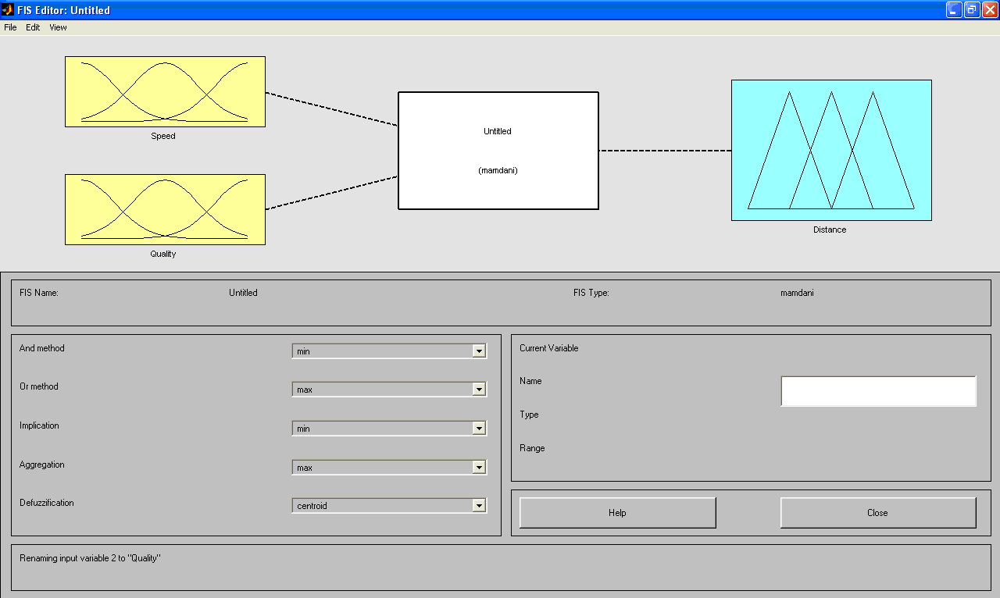 FIS Editor: Untitled
File Edit View
Speed
Quality
Untitled
(mamdani)
Distance
FIS Name: Untitled FIS Type: mamdani
And method min
Or method max
Implication min
Aggregation max
Defuzzification centroid
Current Variable
Name
Type
Range
Help Close
Renaming input variable 2 to "Quality"